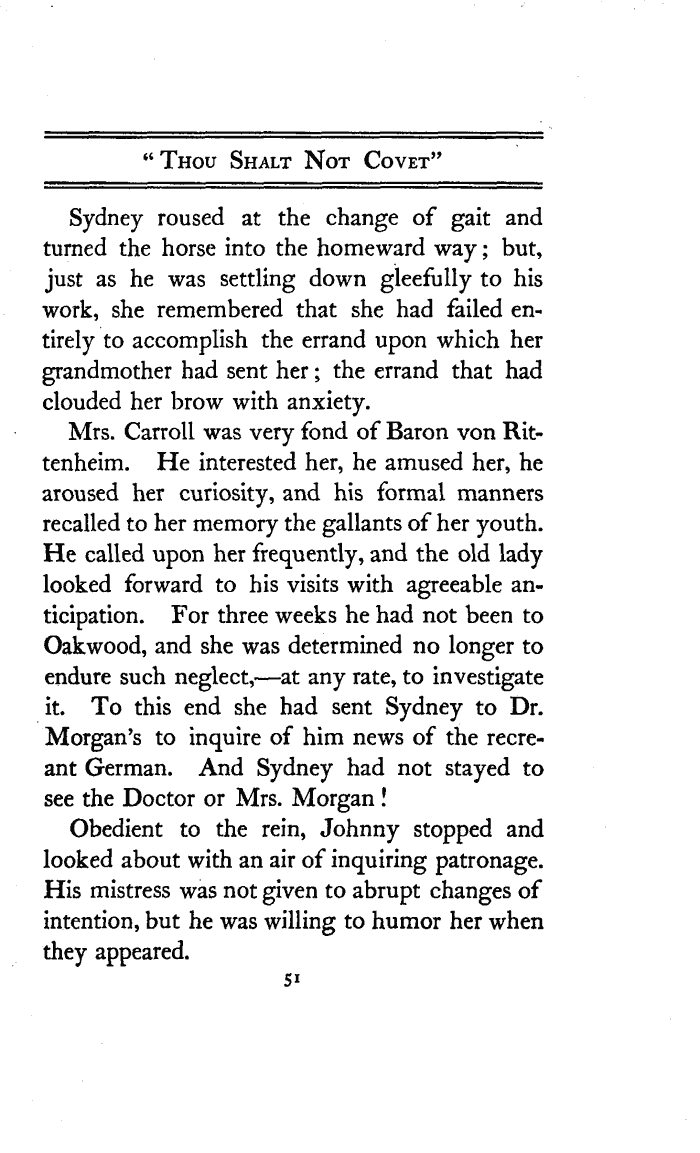 “Thou Shalt Not Covet”
Sydney roused at the change of gait and
turned the horse into the homeward way; but,
just as he was settling down gleefully to his
work, she remembered that she had failed en-
tirely to accomplish the errand upon which her
grandmother had sent her; the errand that had
clouded her brow with anxiety.
Mrs. Carroll was very fond of Baron von Rit-
tenheim. He interested her, he amused her, he
aroused her curiosity, and his formal manners
recalled to her memory the gallants of her youth.
He called upon her frequently, and the old lady
looked forward to his visits with agreeable an-
ticipation. For three weeks he had not been to
Oakwood, and she was determined no longer to
endure such neglect,—at any rate, to investigate
it. To this end she had sent Sydney to Dr.
Morgan’s to inquire of him news of the recre-
ant German. And Sydney had not stayed to
see the Doctor or Mrs. Morgan!
Obedient to the rein, Johnny stopped and
looked about with an air of inquiring patronage.
His mistress was not given to abrupt changes of
intention, but he was willing to humor her when
they appeared.
51